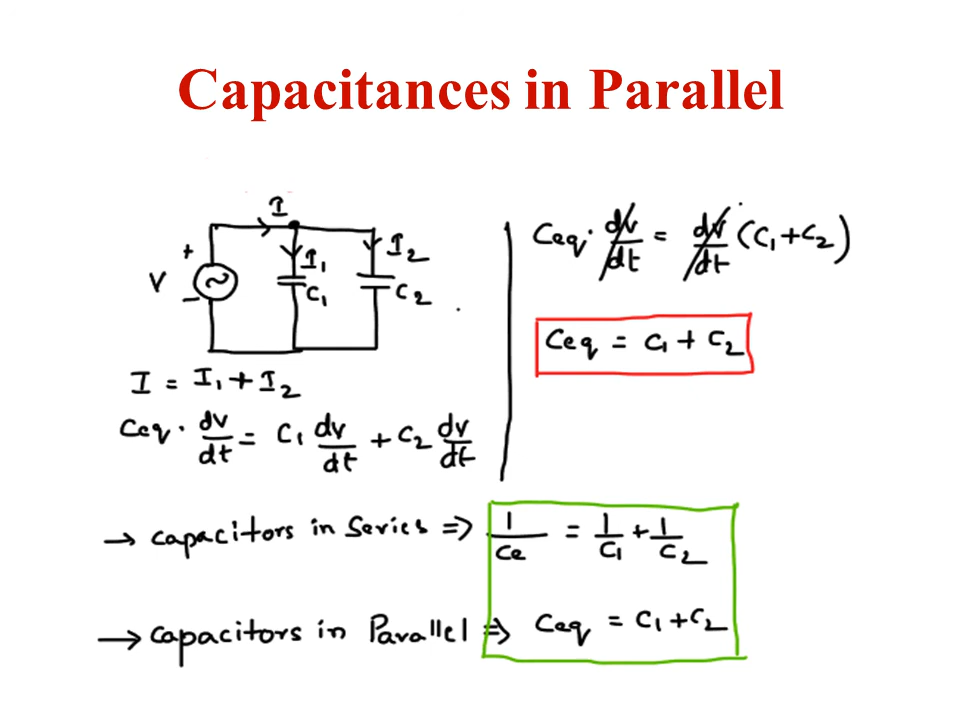 Capacitances in Parallel
I
+
V
-
I₁
C₁
I₂
C₂
I = I₁ + I₂
Ceq · dv/dt = C₁ dv/dt + C₂ dv/dt
Ceq · dv/dt = dv/dt (C₁ + C₂)
Ceq = C₁ + C₂
→ Capacitors in Series ⇒ 1/Ce = 1/C₁ + 1/C₂
→ Capacitors in Parallel ⇒ Ceq = C₁ + C₂